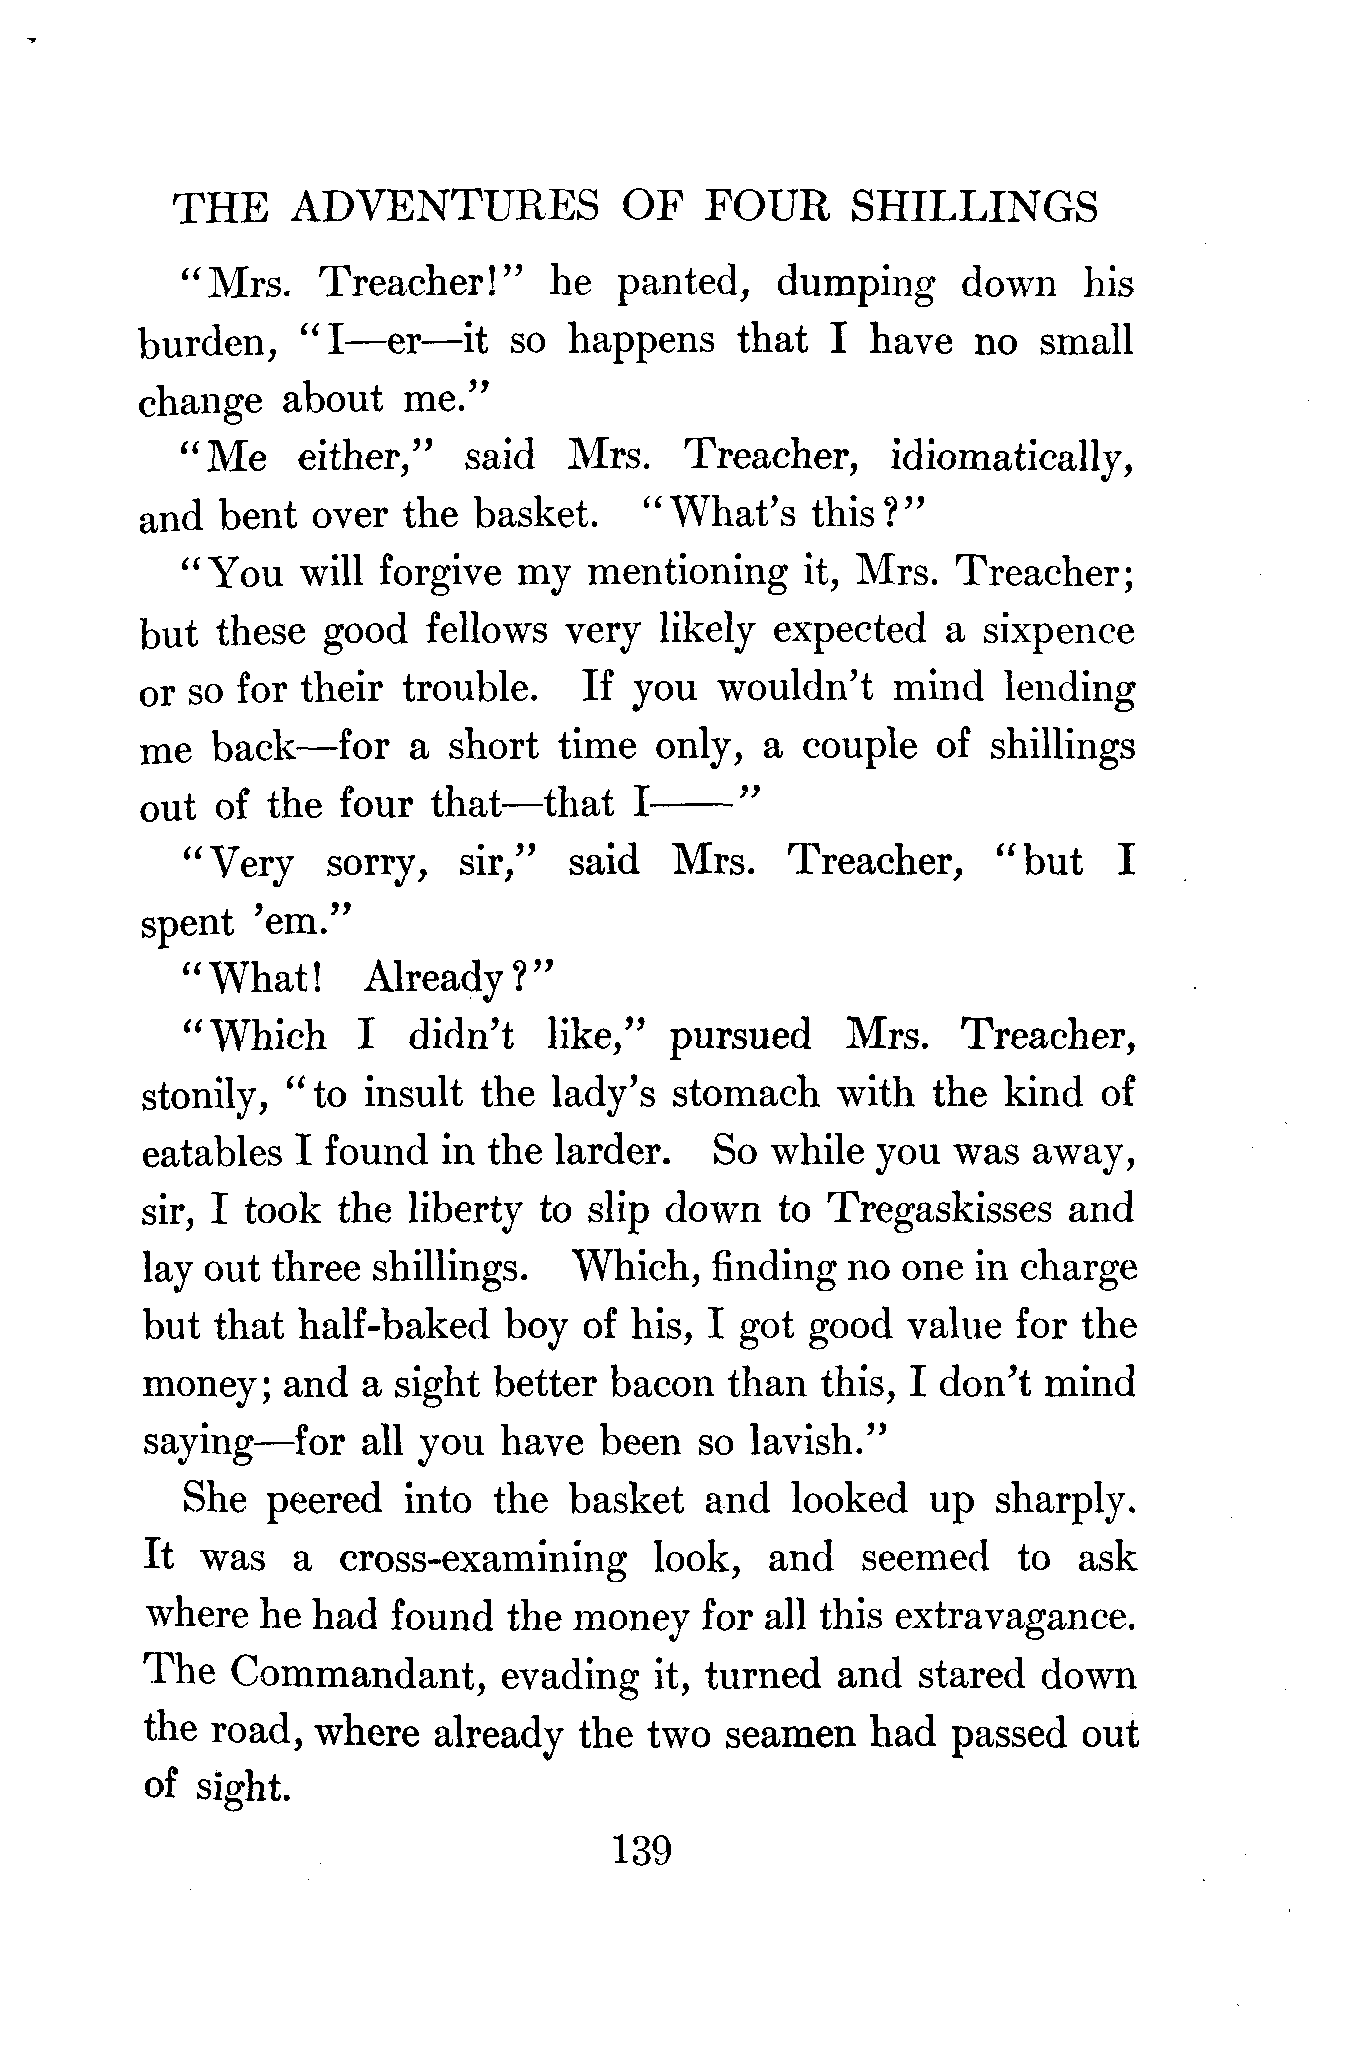 THE ADVENTURES OF FOUR SHILLINGS
"Mrs. Treacher!" he panted, dumping down his
burden, "I—er—it so happens that I have no small
change about me."
"Me either," said Mrs. Treacher, idiomatically,
and bent over the basket. "What's this?"
"You will forgive my mentioning it, Mrs. Treacher;
but these good fellows very likely expected a sixpence
or so for their trouble. If you wouldn't mind lending
me back—for a short time only, a couple of shillings
out of the four that—that I——"
"Very sorry, sir," said Mrs. Treacher, "but I
spent 'em."
"What! Already?"
"Which I didn't like," pursued Mrs. Treacher,
stonily, "to insult the lady's stomach with the kind of
eatables I found in the larder. So while you was away,
sir, I took the liberty to slip down to Tregaskisses and
lay out three shillings. Which, finding no one in charge
but that half-baked boy of his, I got good value for the
money; and a sight better bacon than this, I don't mind
saying—for all you have been so lavish."
She peered into the basket and looked up sharply.
It was a cross-examining look, and seemed to ask
where he had found the money for all this extravagance.
The Commandant, evading it, turned and stared down
the road, where already the two seamen had passed out
of sight.
139